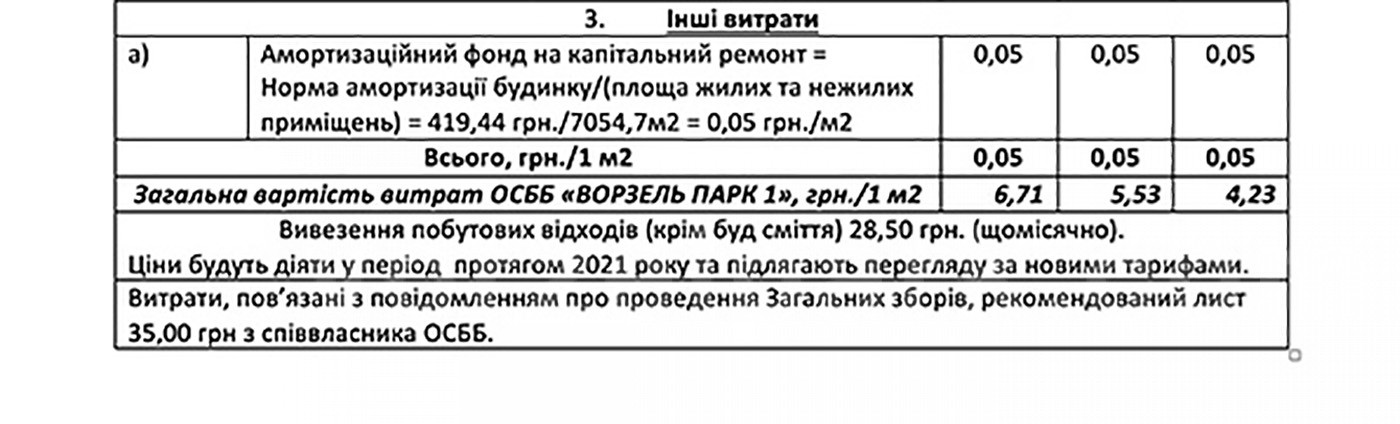 3. Інші витрати
а) Амортизаційний фонд на капітальний ремонт = 0,05 0,05 0,05
Норма амортизації будинку/(площа жилих та нежилих
приміщень) = 419,44 грн./7054,7м2 = 0,05 грн./м2
Всього, грн./1 м2 0,05 0,05 0,05
Загальна вартість витрат ОСББ «ВОРЗЕЛЬ ПАРК 1», грн./1 м2 6,71 5,53 4,23
Вивезення побутових відходів (крім буд сміття) 28,50 грн. (щомісячно).
Ціни будуть діяти у період протягом 2021 року та підлягають перегляду за новими тарифами.
Витрати, пов’язані з повідомленням про проведення Загальних зборів, рекомендований лист
35,00 грн з співвласника ОСББ.